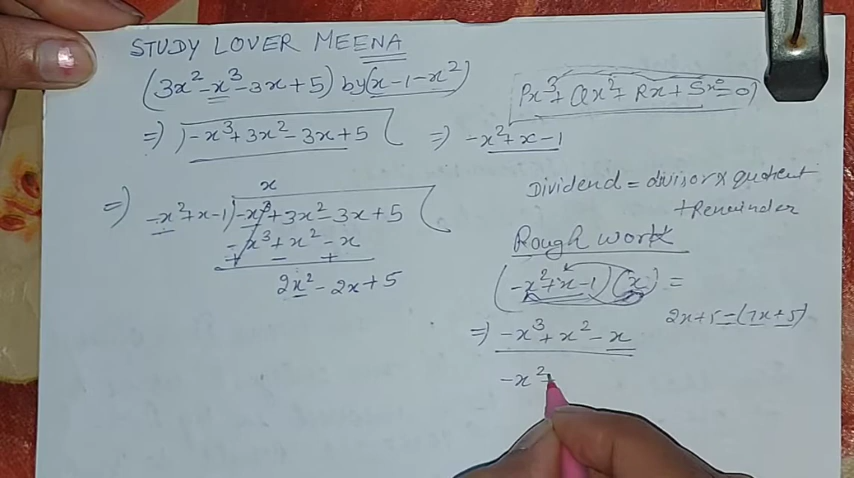 STUDY LOVER MEENA
(3x² - x³ - 3x + 5) by (x - 1 - x²)
Px³ + Qx² + Rx + Sx⁰ = 0)
⇒) -x³ + 3x² - 3x + 5 ( ⇒ -x² + x - 1
x
⇒) -x² + x - 1) -x³ + 3x² - 3x + 5 (
-x³ + x² - x
+ - +
2x² - 2x + 5
Dividend = divisor x quotient
+ Remainder
Rough work
(-x² + x - 1) (x) =
2x + 5 - (7x + 5)
⇒) -x³ + x² - x
-x²